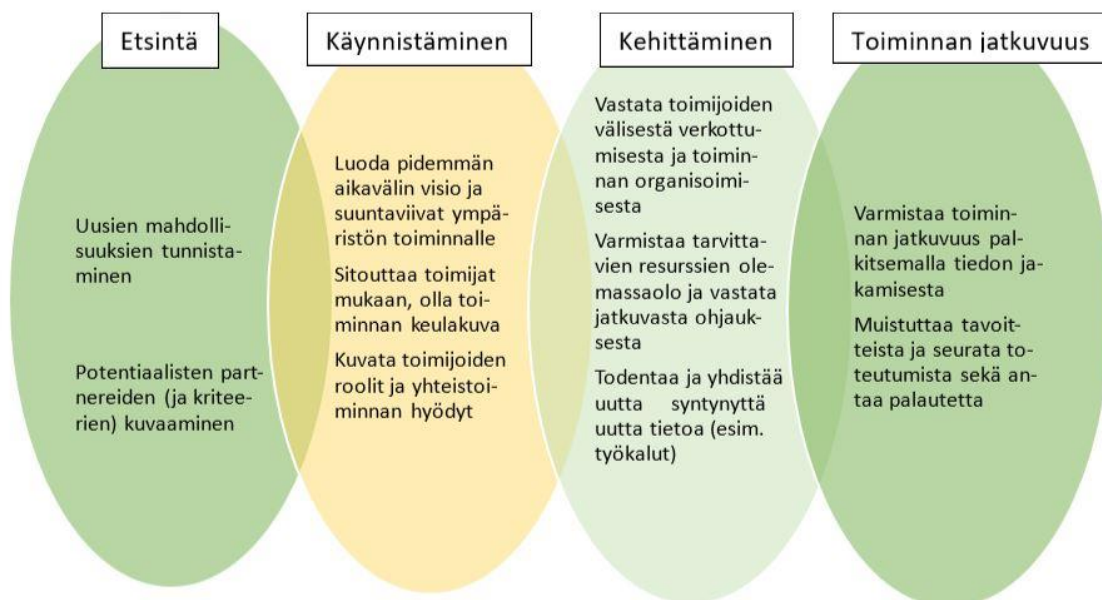 Etsintä
Uusien mahdolli-
suuksien tunnista-
minen
Potentiaalisten part-
nereiden (ja kritee-
rien) kuvaaminen
Käynnistäminen
Luoda pidemmän
aikavälin visio ja
suuntaviivat ympä-
ristön toiminnalle
Sitouttaa toimijat
mukaan, olla toi-
minnan keulakuva
Kuvata toimijoiden
roolit ja yhteistoi-
minnan hyödyt
Kehittäminen
Vastata toimijoiden
välisestä verkottu-
misesta ja toimin-
nan organisoimi-
sesta
Varmistaa tarvitta-
vien resurssien ole-
massaolo ja vastata
jatkuvasta ohjauk-
sesta
Todentaa ja yhdistää
uutta syntynyttä
uutta tietoa (esim.
työkalut)
Toiminnan jatkuvuus
Varmistaa toimin-
nan jatkuvuus pal-
kitsemalla tiedon ja-
kamisesta
Muistuttaa tavoit-
teista ja seurata to-
teutumista sekä an-
taa palautetta